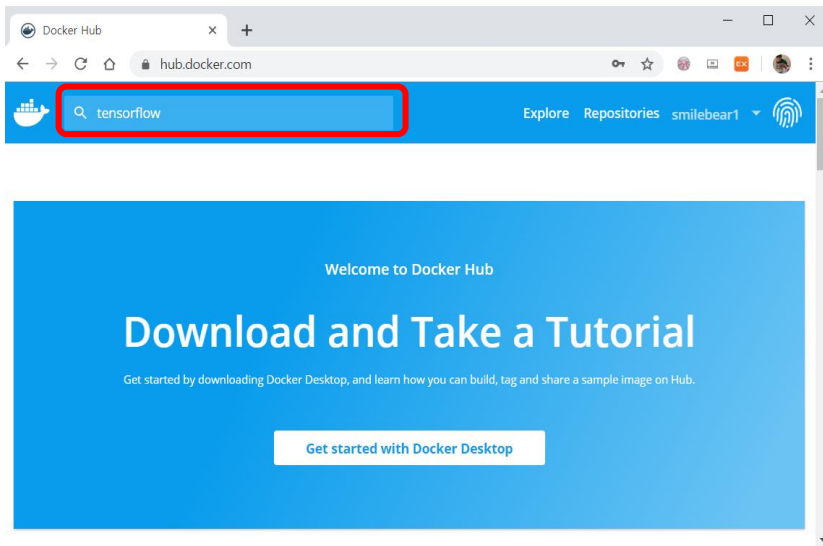 Docker Hub
hub.docker.com
EX
tensorflow
Explore Repositories smilebear1
Welcome to Docker Hub
Download and Take a Tutorial
Get started by downloading Docker Desktop, and learn how you can build, tag and share a sample image on Hub.
Get started with Docker Desktop